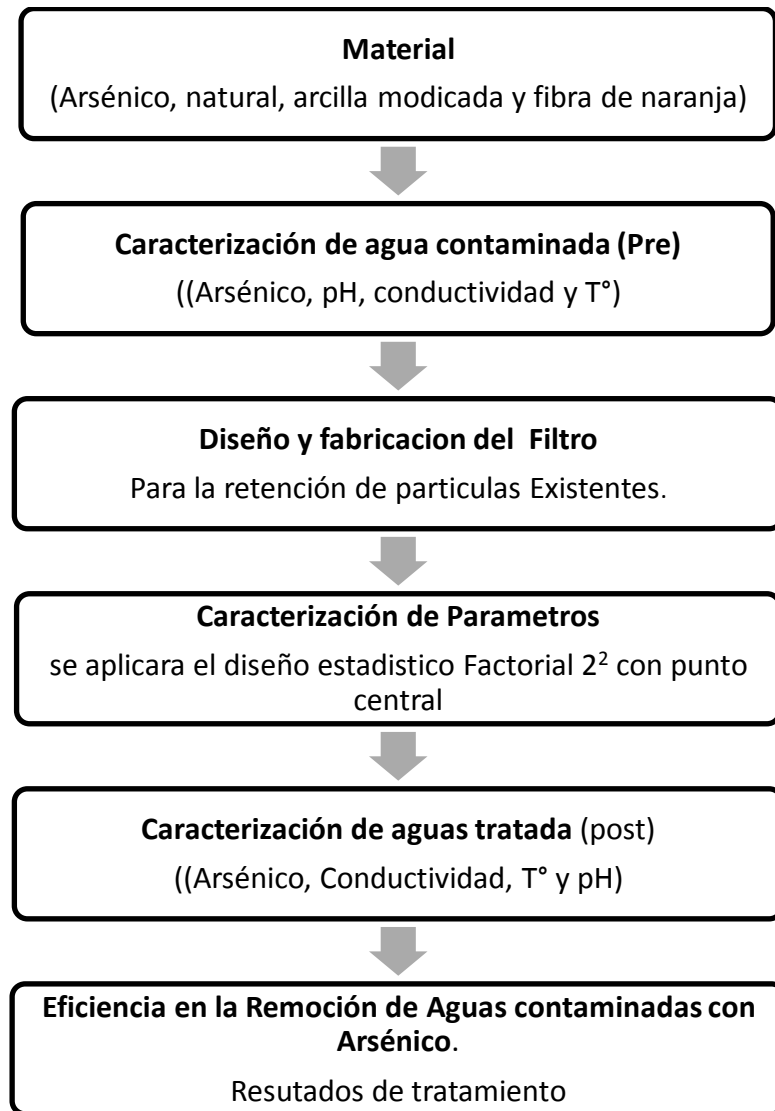 Material
(Arsénico, natural, arcilla modicada y fibra de naranja)
Caracterización de agua contaminada (Pre)
((Arsénico, pH, conductividad y T°)
Diseño y fabricacion del Filtro
Para la retención de particulas Existentes.
Caracterización de Parametros
se aplicara el diseño estadistico Factorial 2² con punto
central
Caracterización de aguas tratada (post)
((Arsénico, Conductividad, T° y pH)
Eficiencia en la Remoción de Aguas contaminadas con
Arsénico.
Resutados de tratamiento